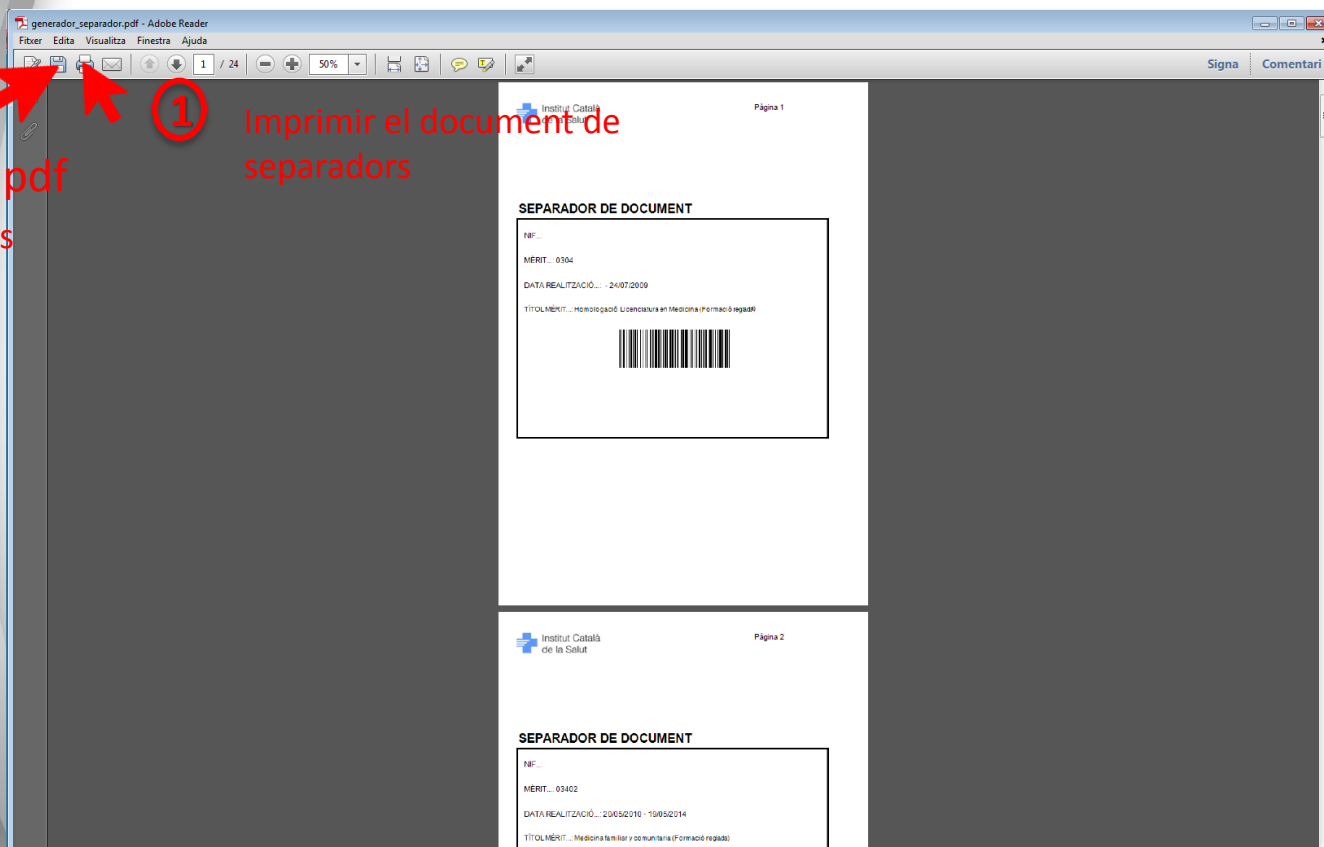 generador_separador.pdf - Adobe Reader
Fitxer Edita Visualitza Finestra Ajuda
1 / 24 50% Signa Comentari
1
Imprimir el document de
separadors
pdf
s
Institut Català
de la Salut
Página 1
SEPARADOR DE DOCUMENT
NIF...
MÈRIT...: 0304
DATA REALITZACIÓ...: - 24/07/2009
TÍTOL MÈRIT...: Homologació Licenciatura en Medicina (Formació reglada)
Institut Català
de la Salut
Página 2
SEPARADOR DE DOCUMENT
NIF...
MÈRIT...: 03402
DATA REALITZACIÓ...: 20/05/2010 - 19/05/2014
TÍTOL MÈRIT...: Medicina familiar y comunitaria (Formació reglada)